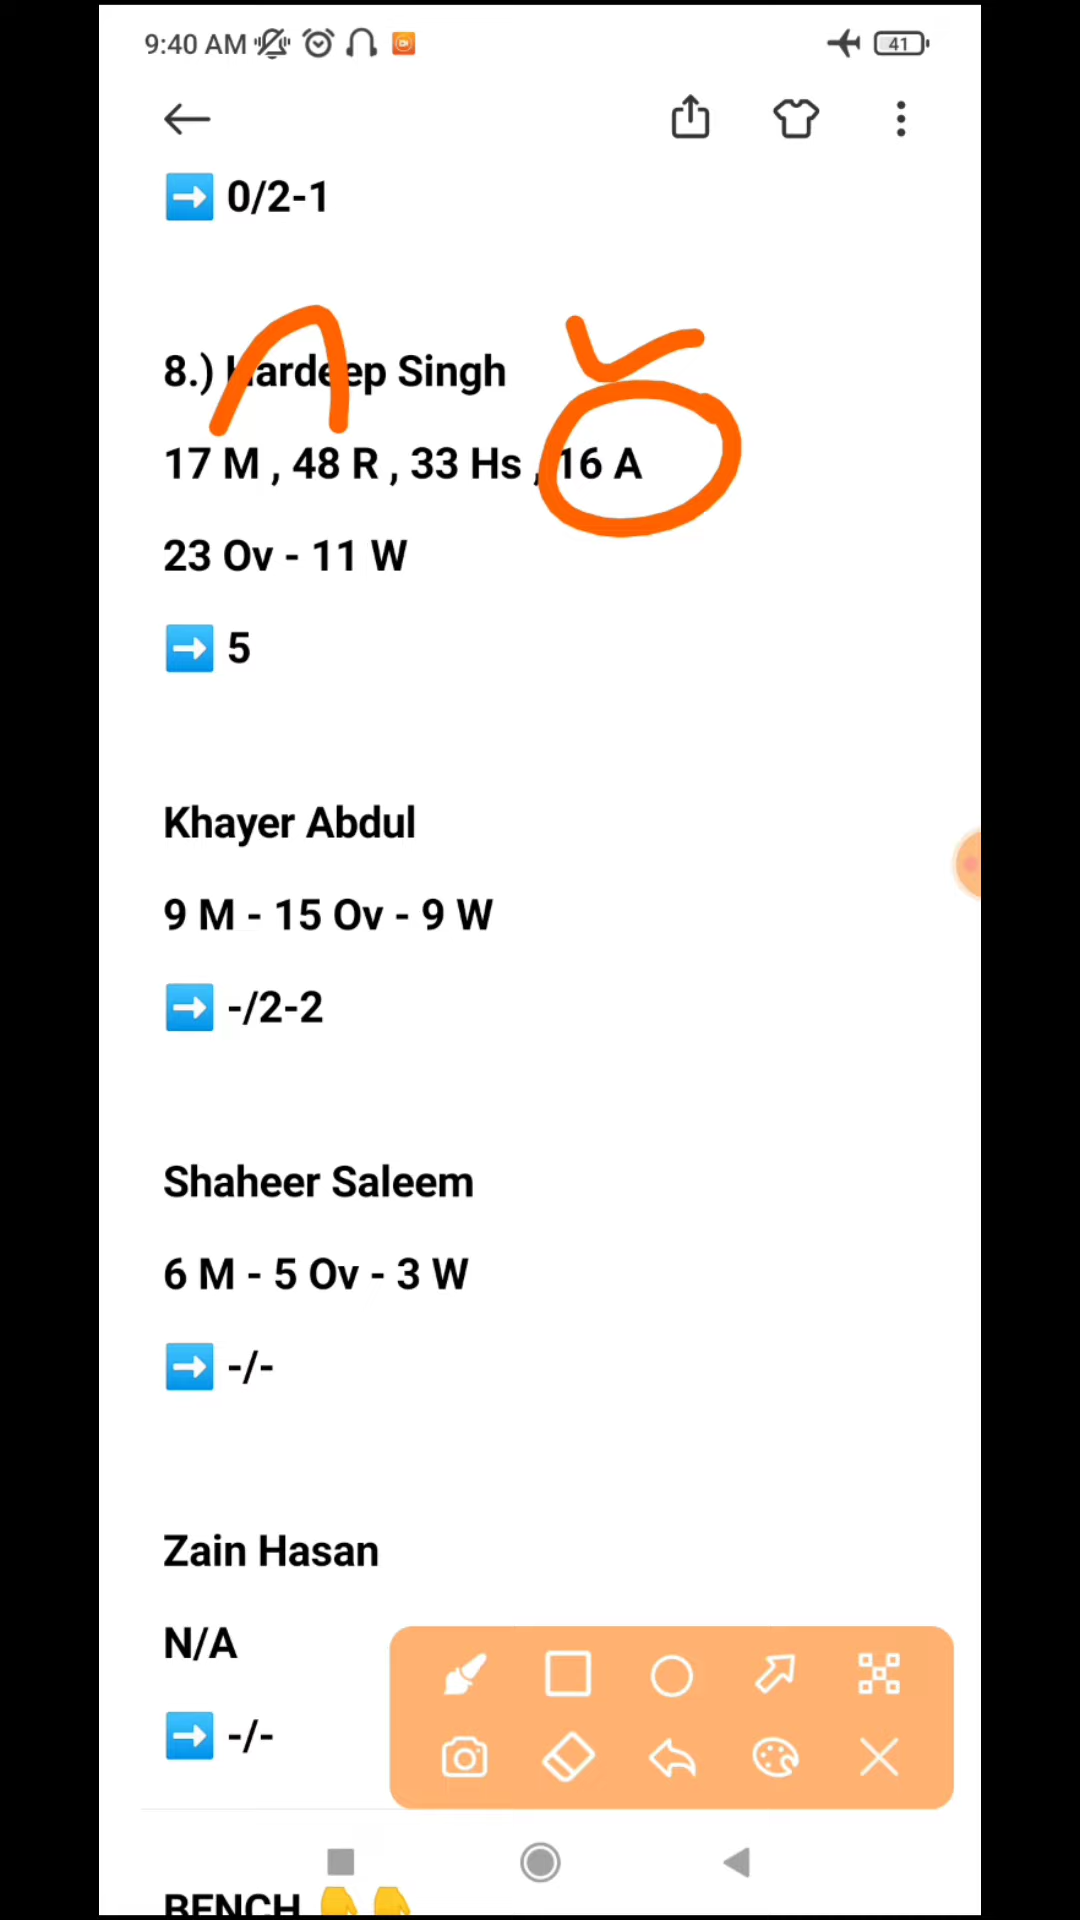 9:40 AM 41
➡️ 0/2-1
8.) Hardeep Singh
17 M , 48 R , 33 Hs , 16 A
23 Ov - 11 W
➡️ 5
Khayer Abdul
9 M - 15 Ov - 9 W
➡️ -/2-2
Shaheer Saleem
6 M - 5 Ov - 3 W
➡️ -/-
Zain Hasan
N/A
➡️ -/-
BENCH 👇👇